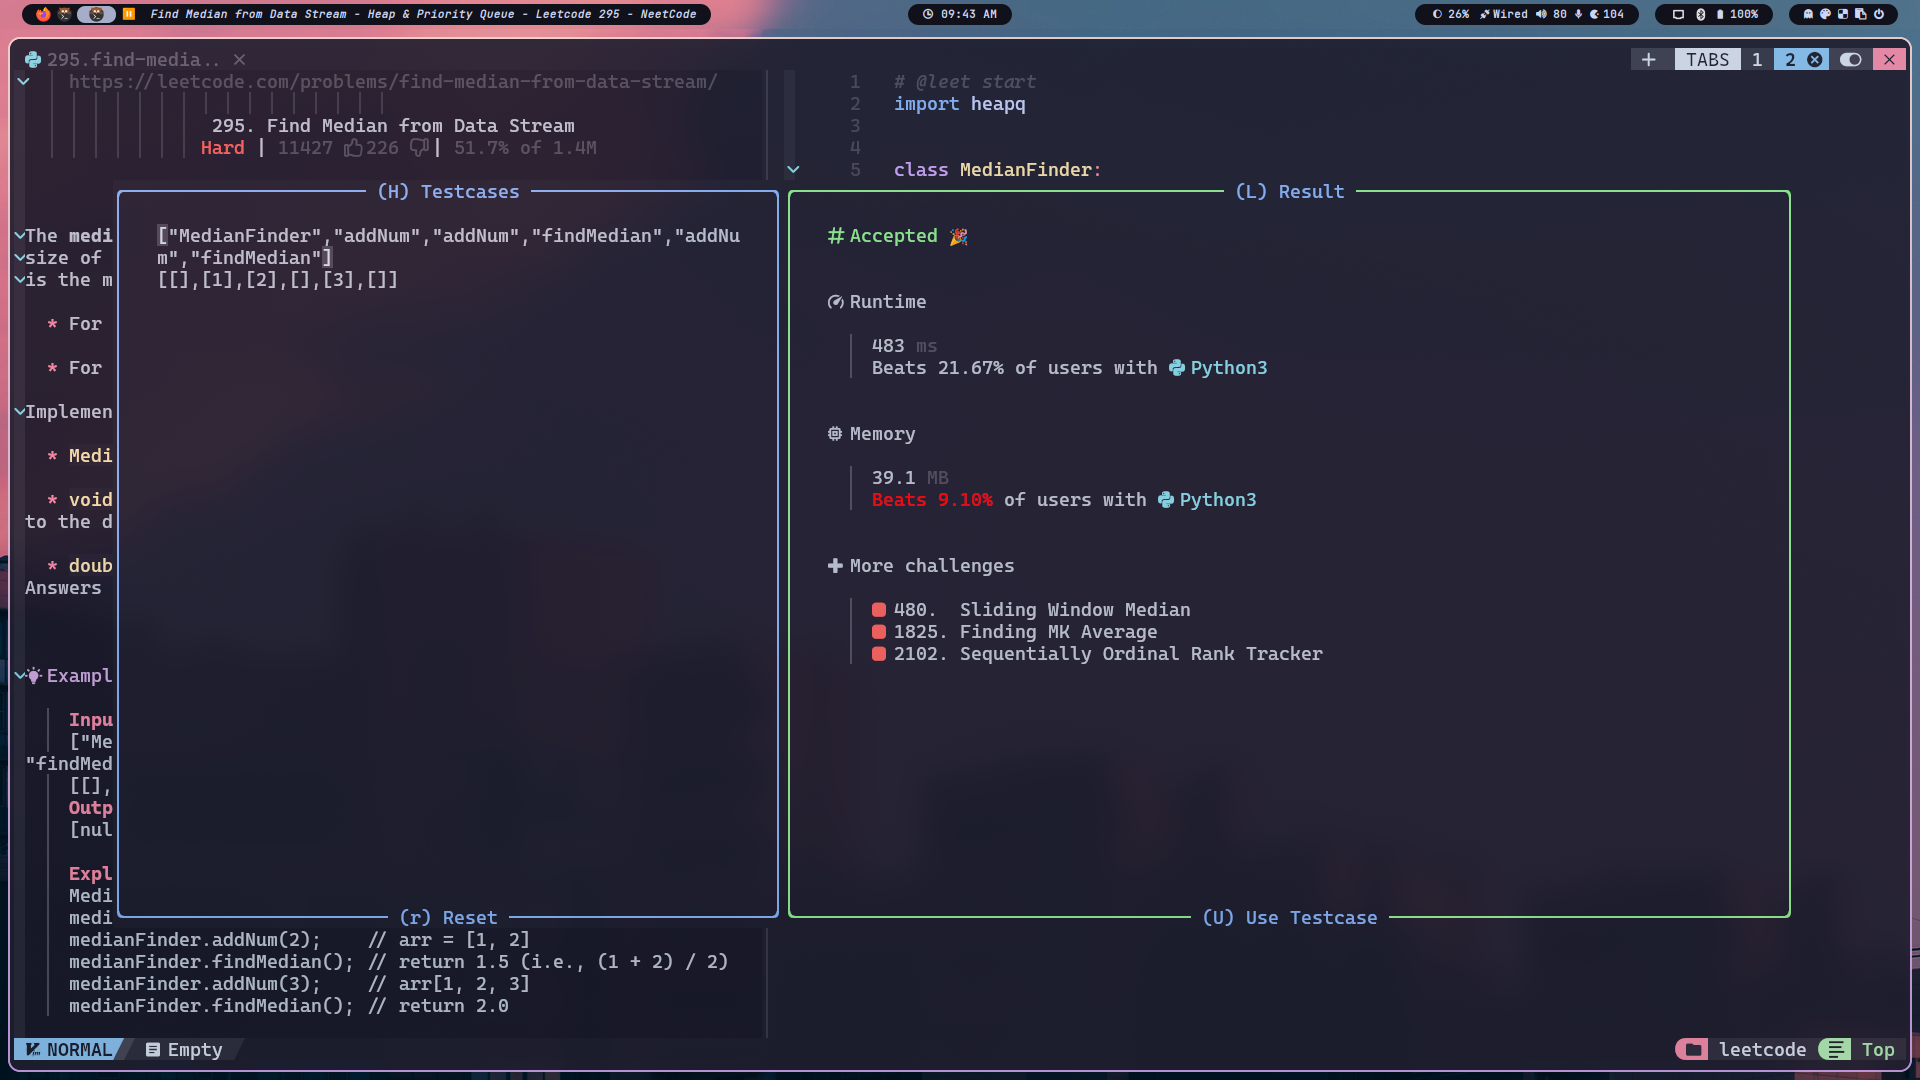 Find Median from Data Stream - Heap & Priority Queue - Leetcode 295 - NeetCode
09:43 AM
26% Wired 80 104
100%
295.find-media..
TABS 1 2
https://leetcode.com/problems/find-median-from-data-stream/
295. Find Median from Data Stream
Hard | 11427 226 | 51.7% of 1.4M
1 # @leet start
2 import heapq
3
4
5 class MedianFinder:
The medi
size of
is the m
* For
* For
Implemen
* Medi
* void
to the d
* doub
Answers
Exampl
Inpu
["Me
"findMed
[[],
Outp
[nul
Expl
Medi
medi
medianFinder.addNum(2);    // arr = [1, 2]
medianFinder.findMedian(); // return 1.5 (i.e., (1 + 2) / 2)
medianFinder.addNum(3);    // arr[1, 2, 3]
medianFinder.findMedian(); // return 2.0
(H) Testcases
["MedianFinder","addNum","addNum","findMedian","addNu
m","findMedian"]
[[],[1],[2],[],[3],[]]
(r) Reset
(L) Result
# Accepted 🎉
Runtime
483 ms
Beats 21.67% of users with Python3
Memory
39.1 MB
Beats 9.10% of users with Python3
More challenges
480.  Sliding Window Median
1825. Finding MK Average
2102. Sequentially Ordinal Rank Tracker
(U) Use Testcase
NORMAL Empty
leetcode Top